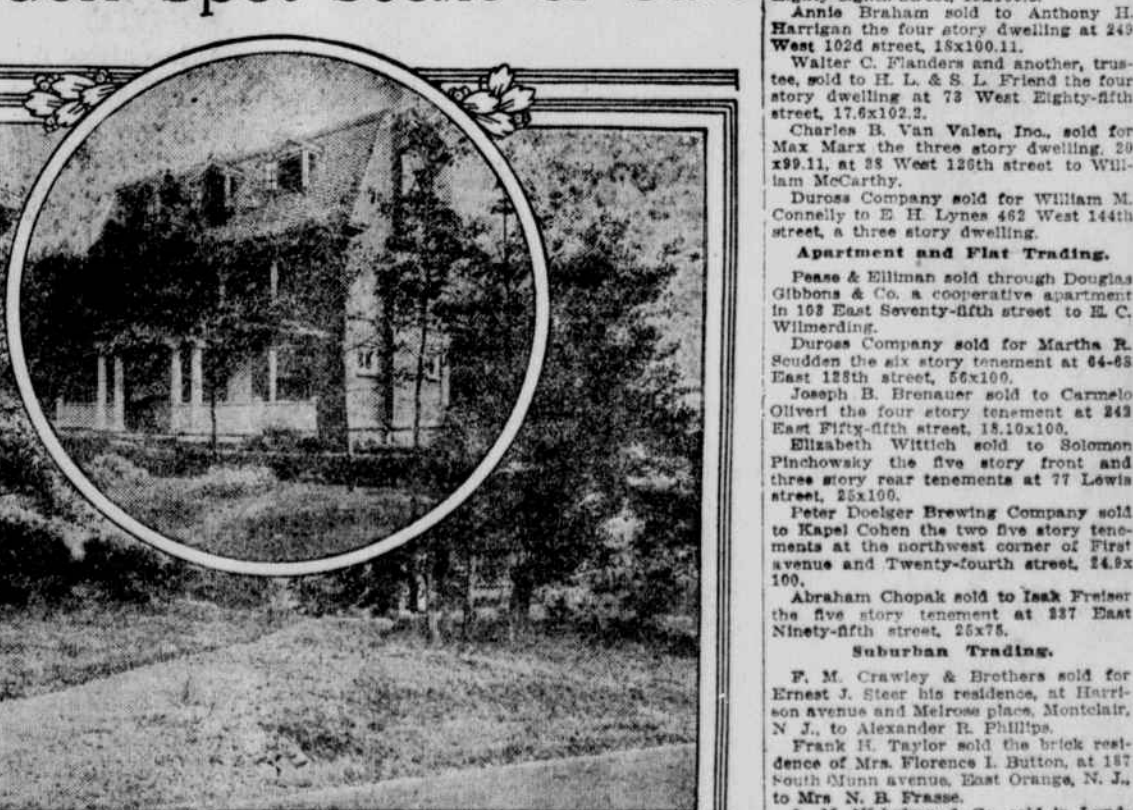 Annie Braham sold to Anthony H.
Harrigan the four story dwelling at 249
West 102d street, 18x100.11.
Walter C. Flanders and another, trus-
tee, sold to H. L. & S. L. Friend the four
story dwelling at 73 West Eighty-fifth
street, 17.6x102.2.
Charles B. Van Valen, Inc., sold for
Max Marx the three story dwelling, 20
x99.11, at 28 West 126th street to Will-
iam McCarthy.
Duross Company sold for William M.
Connelly to E. H. Lynes 462 West 144th
street, a three story dwelling.
Apartment and Flat Trading.
Pease & Elliman sold through Douglas
Gibbons & Co. a cooperative apartment
in 103 East Seventy-fifth street to E. C.
Wilmerding.
Duross Company sold for Martha R.
Scudden the six story tenement at 64-68
East 128th street, 56x100.
Joseph B. Brenauer sold to Carmelo
Oliveri the four story tenement at 242
East Fifty-fifth street, 18.10x100.
Elizabeth Wittich sold to Solomon
Pinchowsky the five story front and
three story rear tenements at 77 Lewis
street, 25x100.
Peter Doelger Brewing Company sold
to Kapel Cohen the two five story tene-
ments at the northwest corner of First
avenue and Twenty-fourth street, 24.9x
100.
Abraham Chopak sold to Isak Freiser
the five story tenement at 237 East
Ninety-fifth street, 25x75.
Suburban Trading.
F. M. Crawley & Brothers sold for
Ernest J. Steer his residence, at Harri-
son avenue and Melrose place, Montclair,
N J., to Alexander R. Phillips.
Frank H. Taylor sold the brick resi-
dence of Mrs. Florence I. Button, at 187
South Munn avenue, East Orange, N. J.,
to Mrs N. B. Frasse.